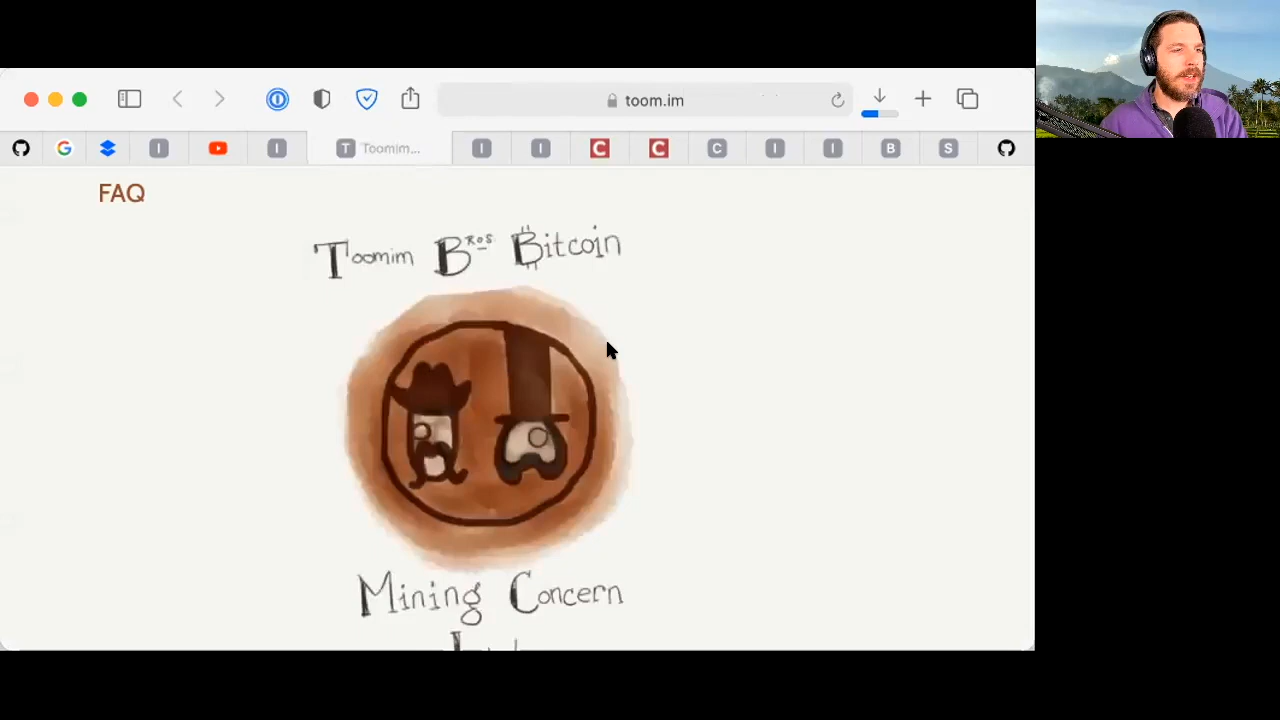 toom.im
I
I
T Toomim...
I
I
C
C
C
I
I
B
S
FAQ
Toomim Bros. Bitcoin
Mining Concern